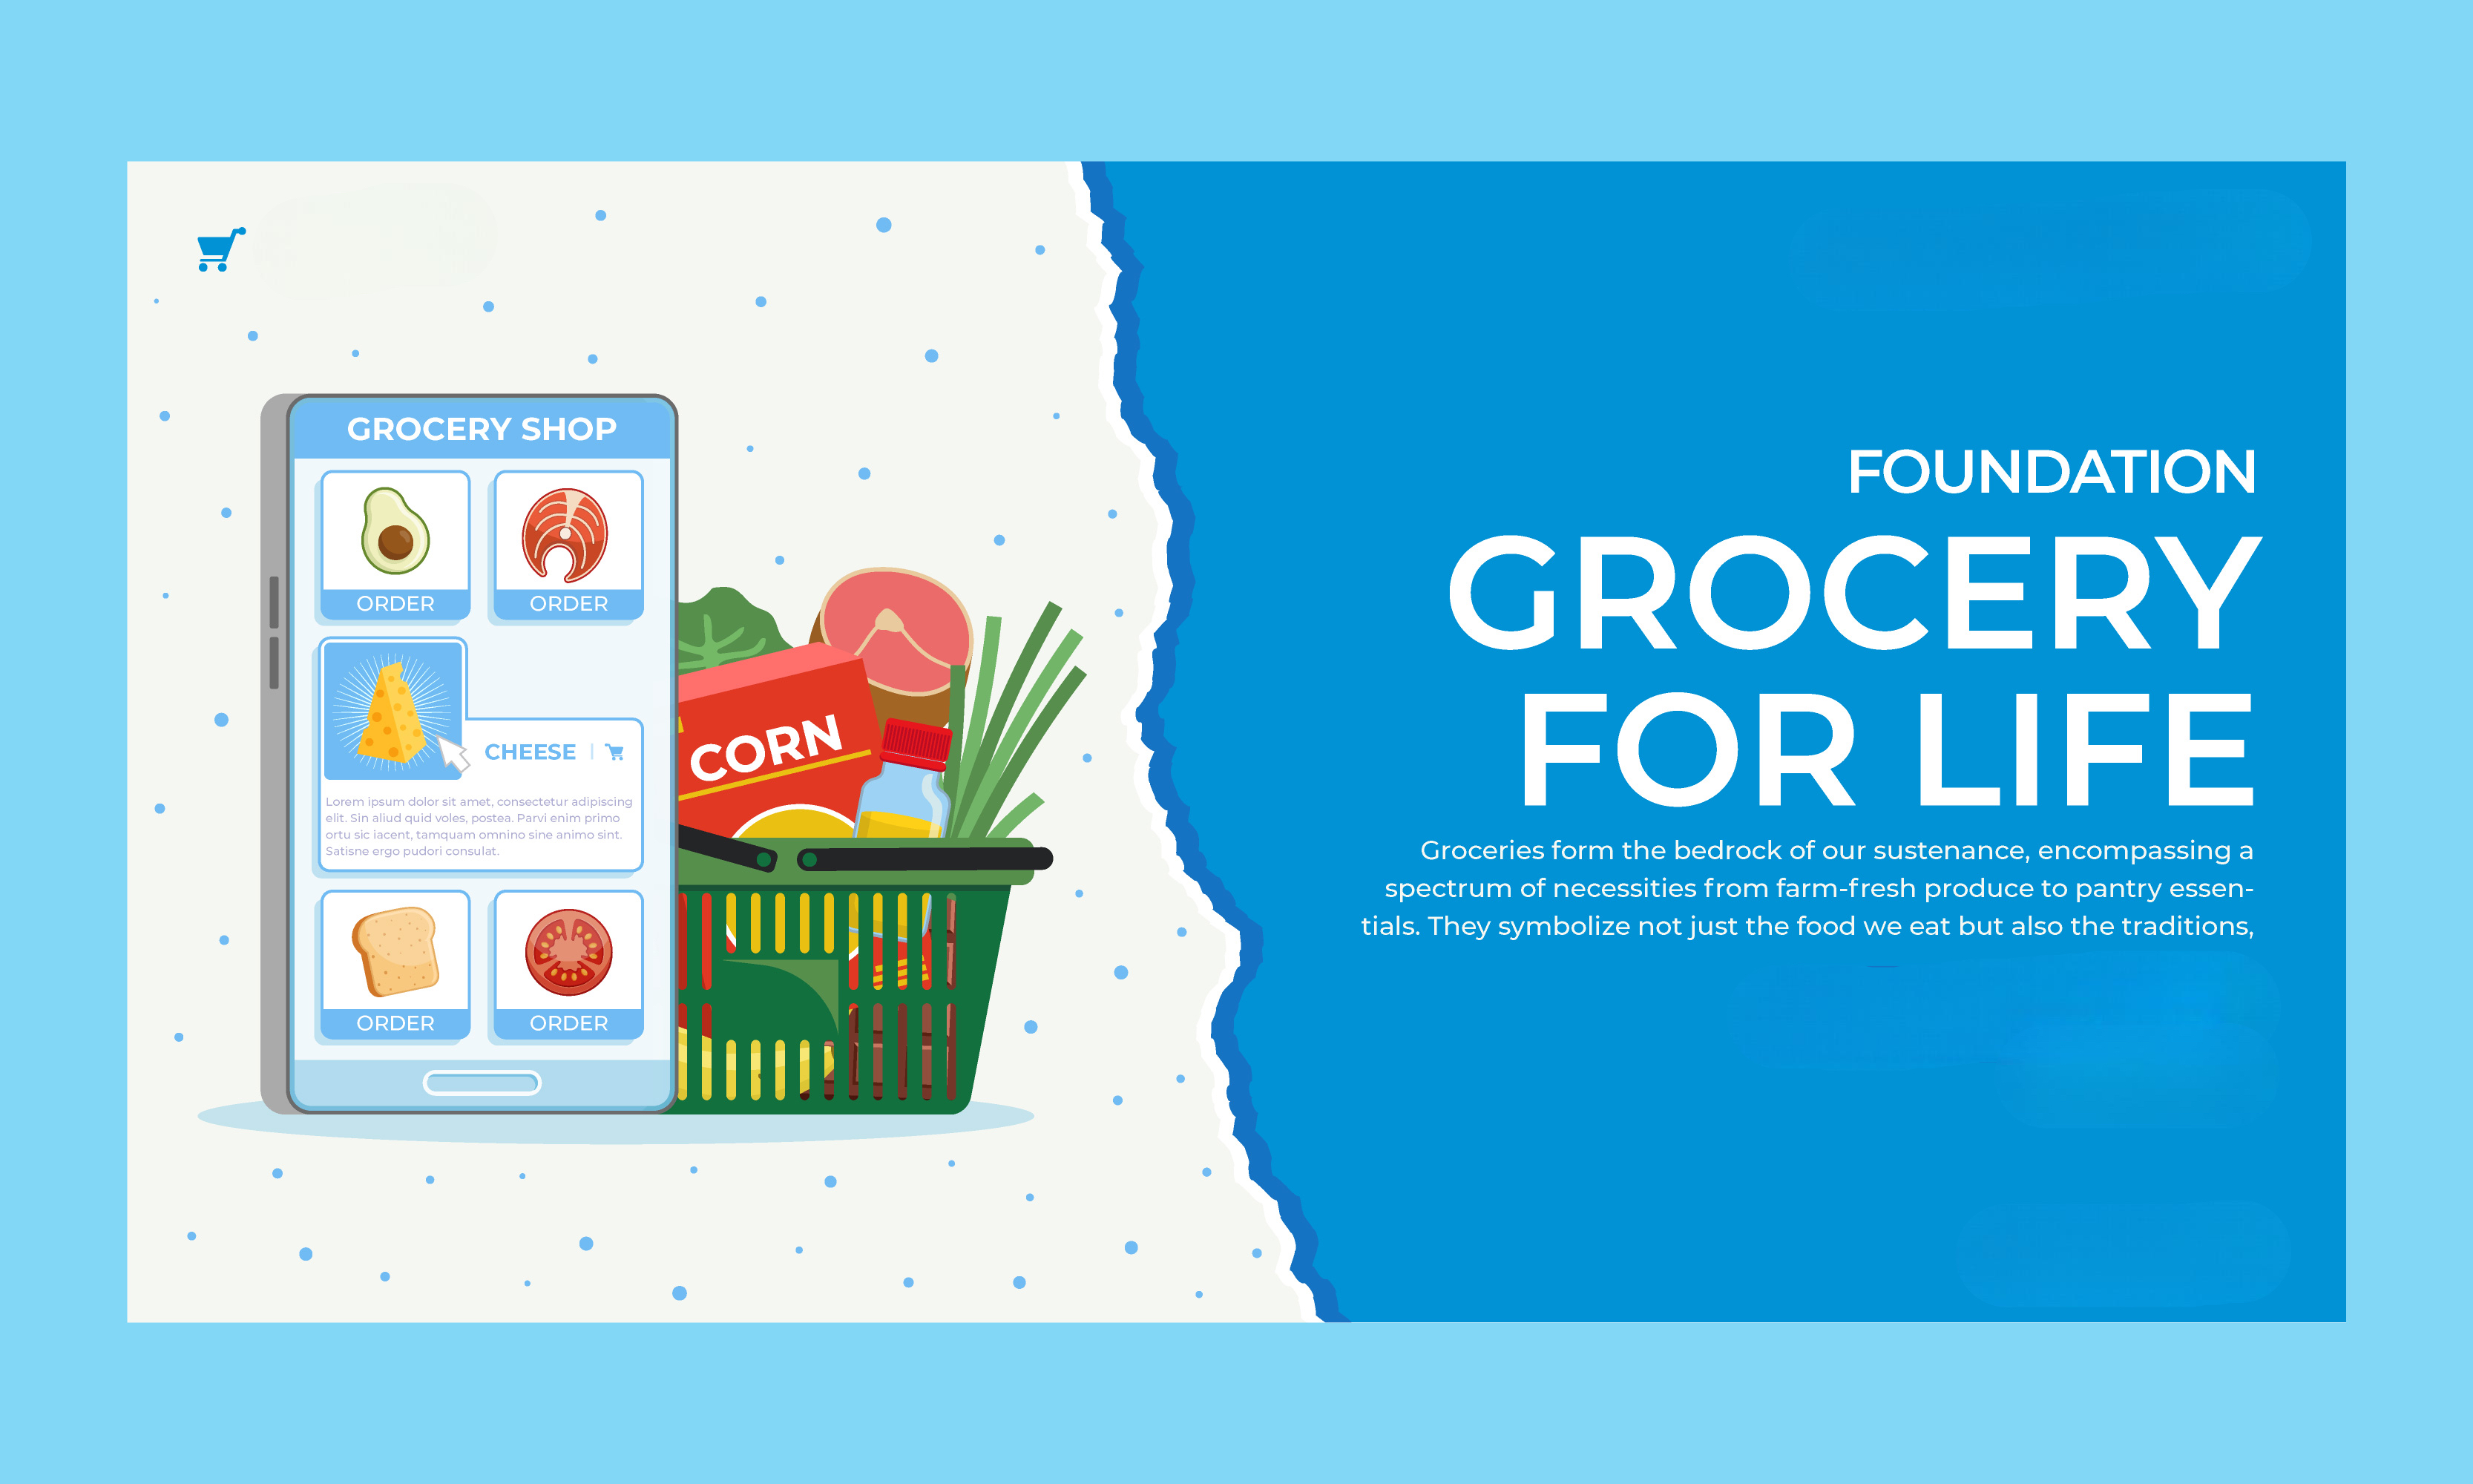 GROCERY SHOP
ORDER
ORDER
CHEESE
Lorem ipsum dolor sit amet, consectetur adipiscing
elit. Sin aliud quid voles, postea. Parvi enim primo
ortu sic iacent, tamquam omnino sine animo sint.
Satisne ergo pudori consulat.
ORDER
ORDER
CORN
FOUNDATION
GROCERY
FOR LIFE
Groceries form the bedrock of our sustenance, encompassing a
spectrum of necessities from farm-fresh produce to pantry essen-
tials. They symbolize not just the food we eat but also the traditions,